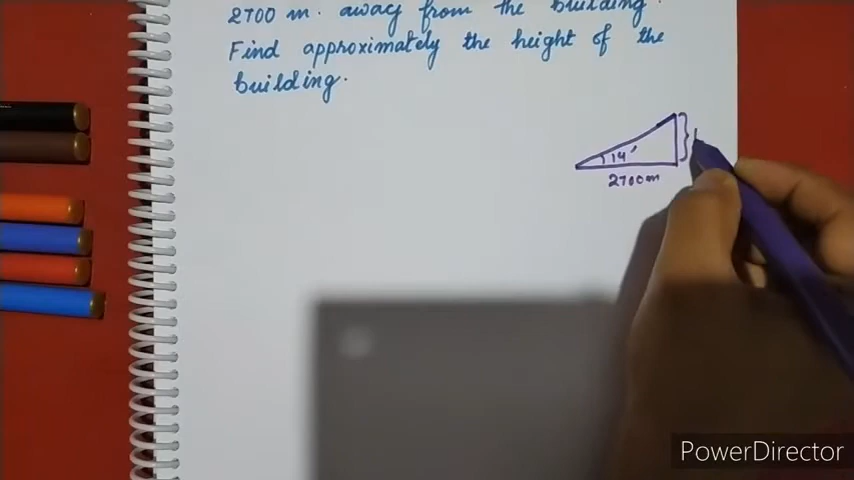 2700 m. away from the building.
Find approximately the height of the
building.
14'
2700m
PowerDirector